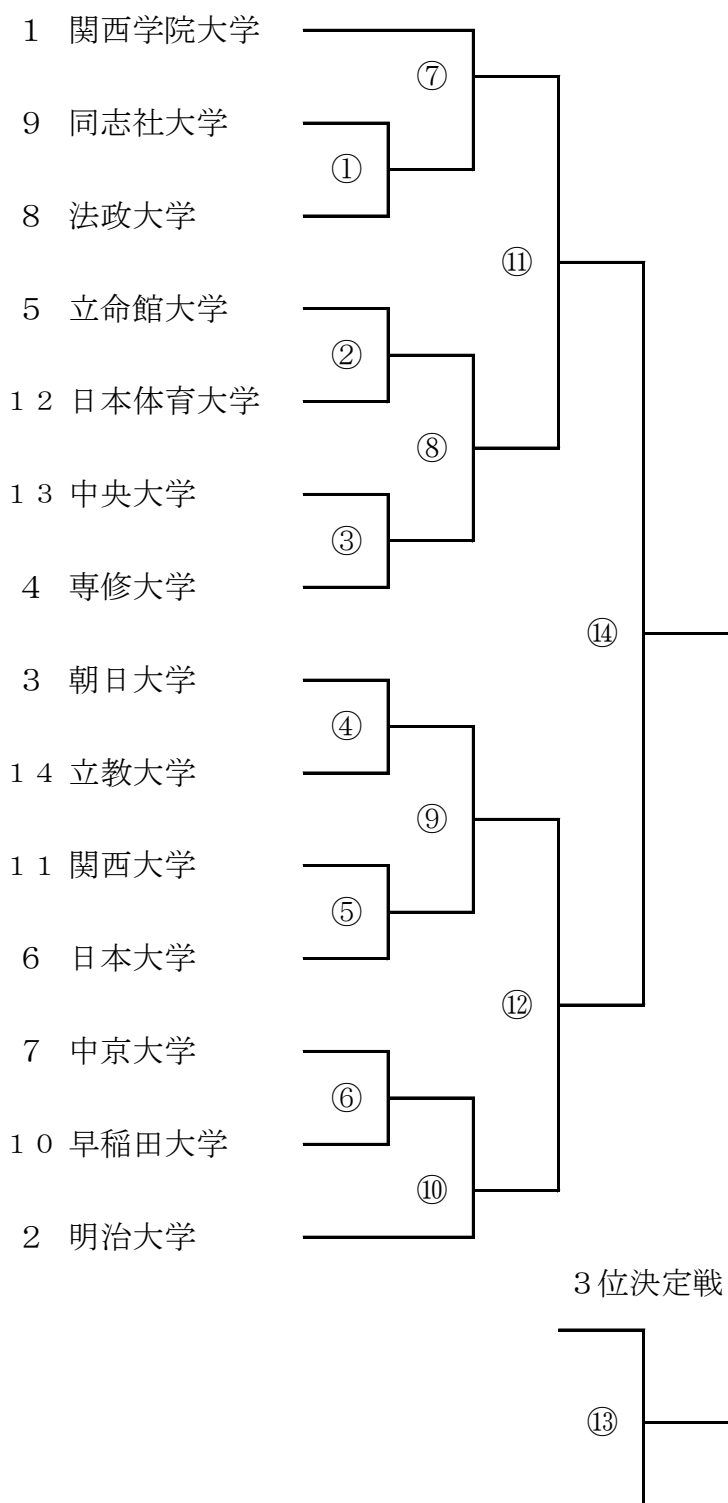 1 関西学院大学
⑦
9 同志社大学
①
8 法政大学
⑪
5 立命館大学
②
12 日本体育大学
⑧
13 中央大学
③
4 専修大学
⑭
3 朝日大学
④
14 立教大学
⑨
11 関西大学
⑤
6 日本大学
⑫
7 中京大学
⑥
10 早稲田大学
⑩
2 明治大学
3位決定戦
⑬